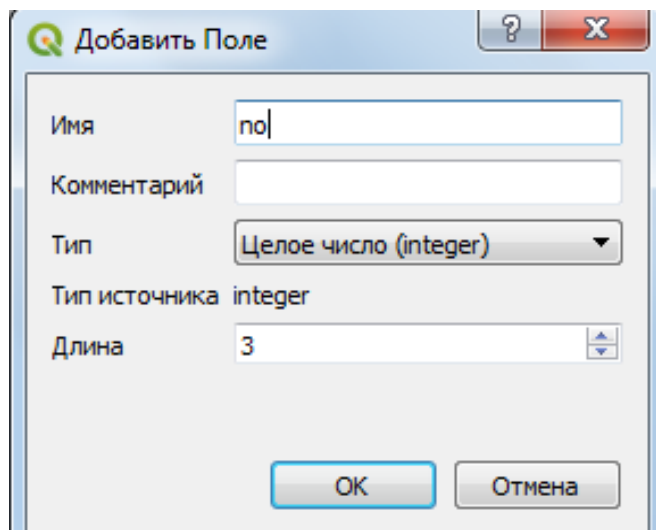 Добавить Поле
Имя no
Комментарий
Тип Целое число (integer)
Тип источника integer
Длина 3
OK Отмена